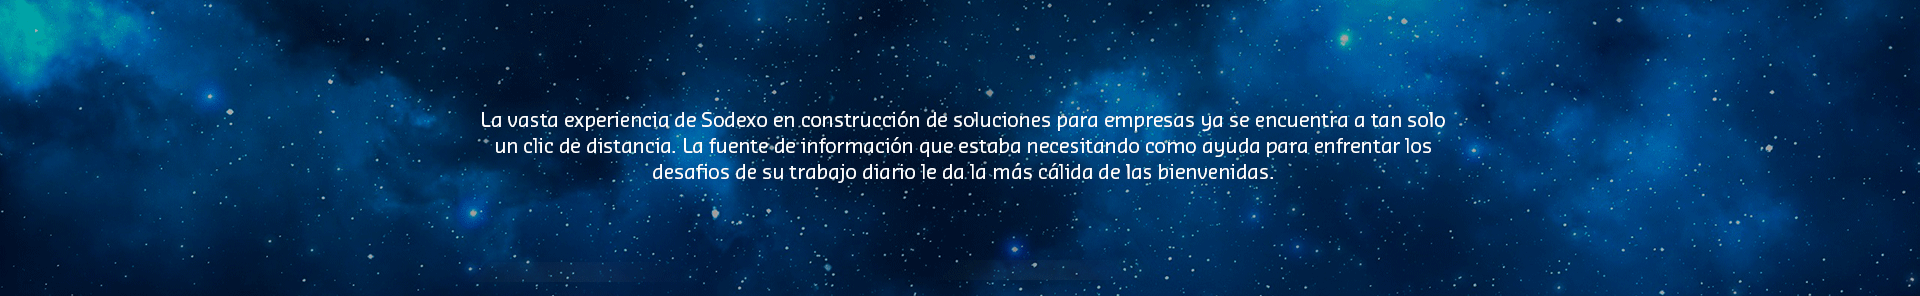 La vasta experiencia de Sodexo en construcción de soluciones para empresas ya se encuentra a tan solo
un clic de distancia. La fuente de información que estaba necesitando como ayuda para enfrentar los
desafios de su trabajo diario le da la más cálida de las bienvenidas.